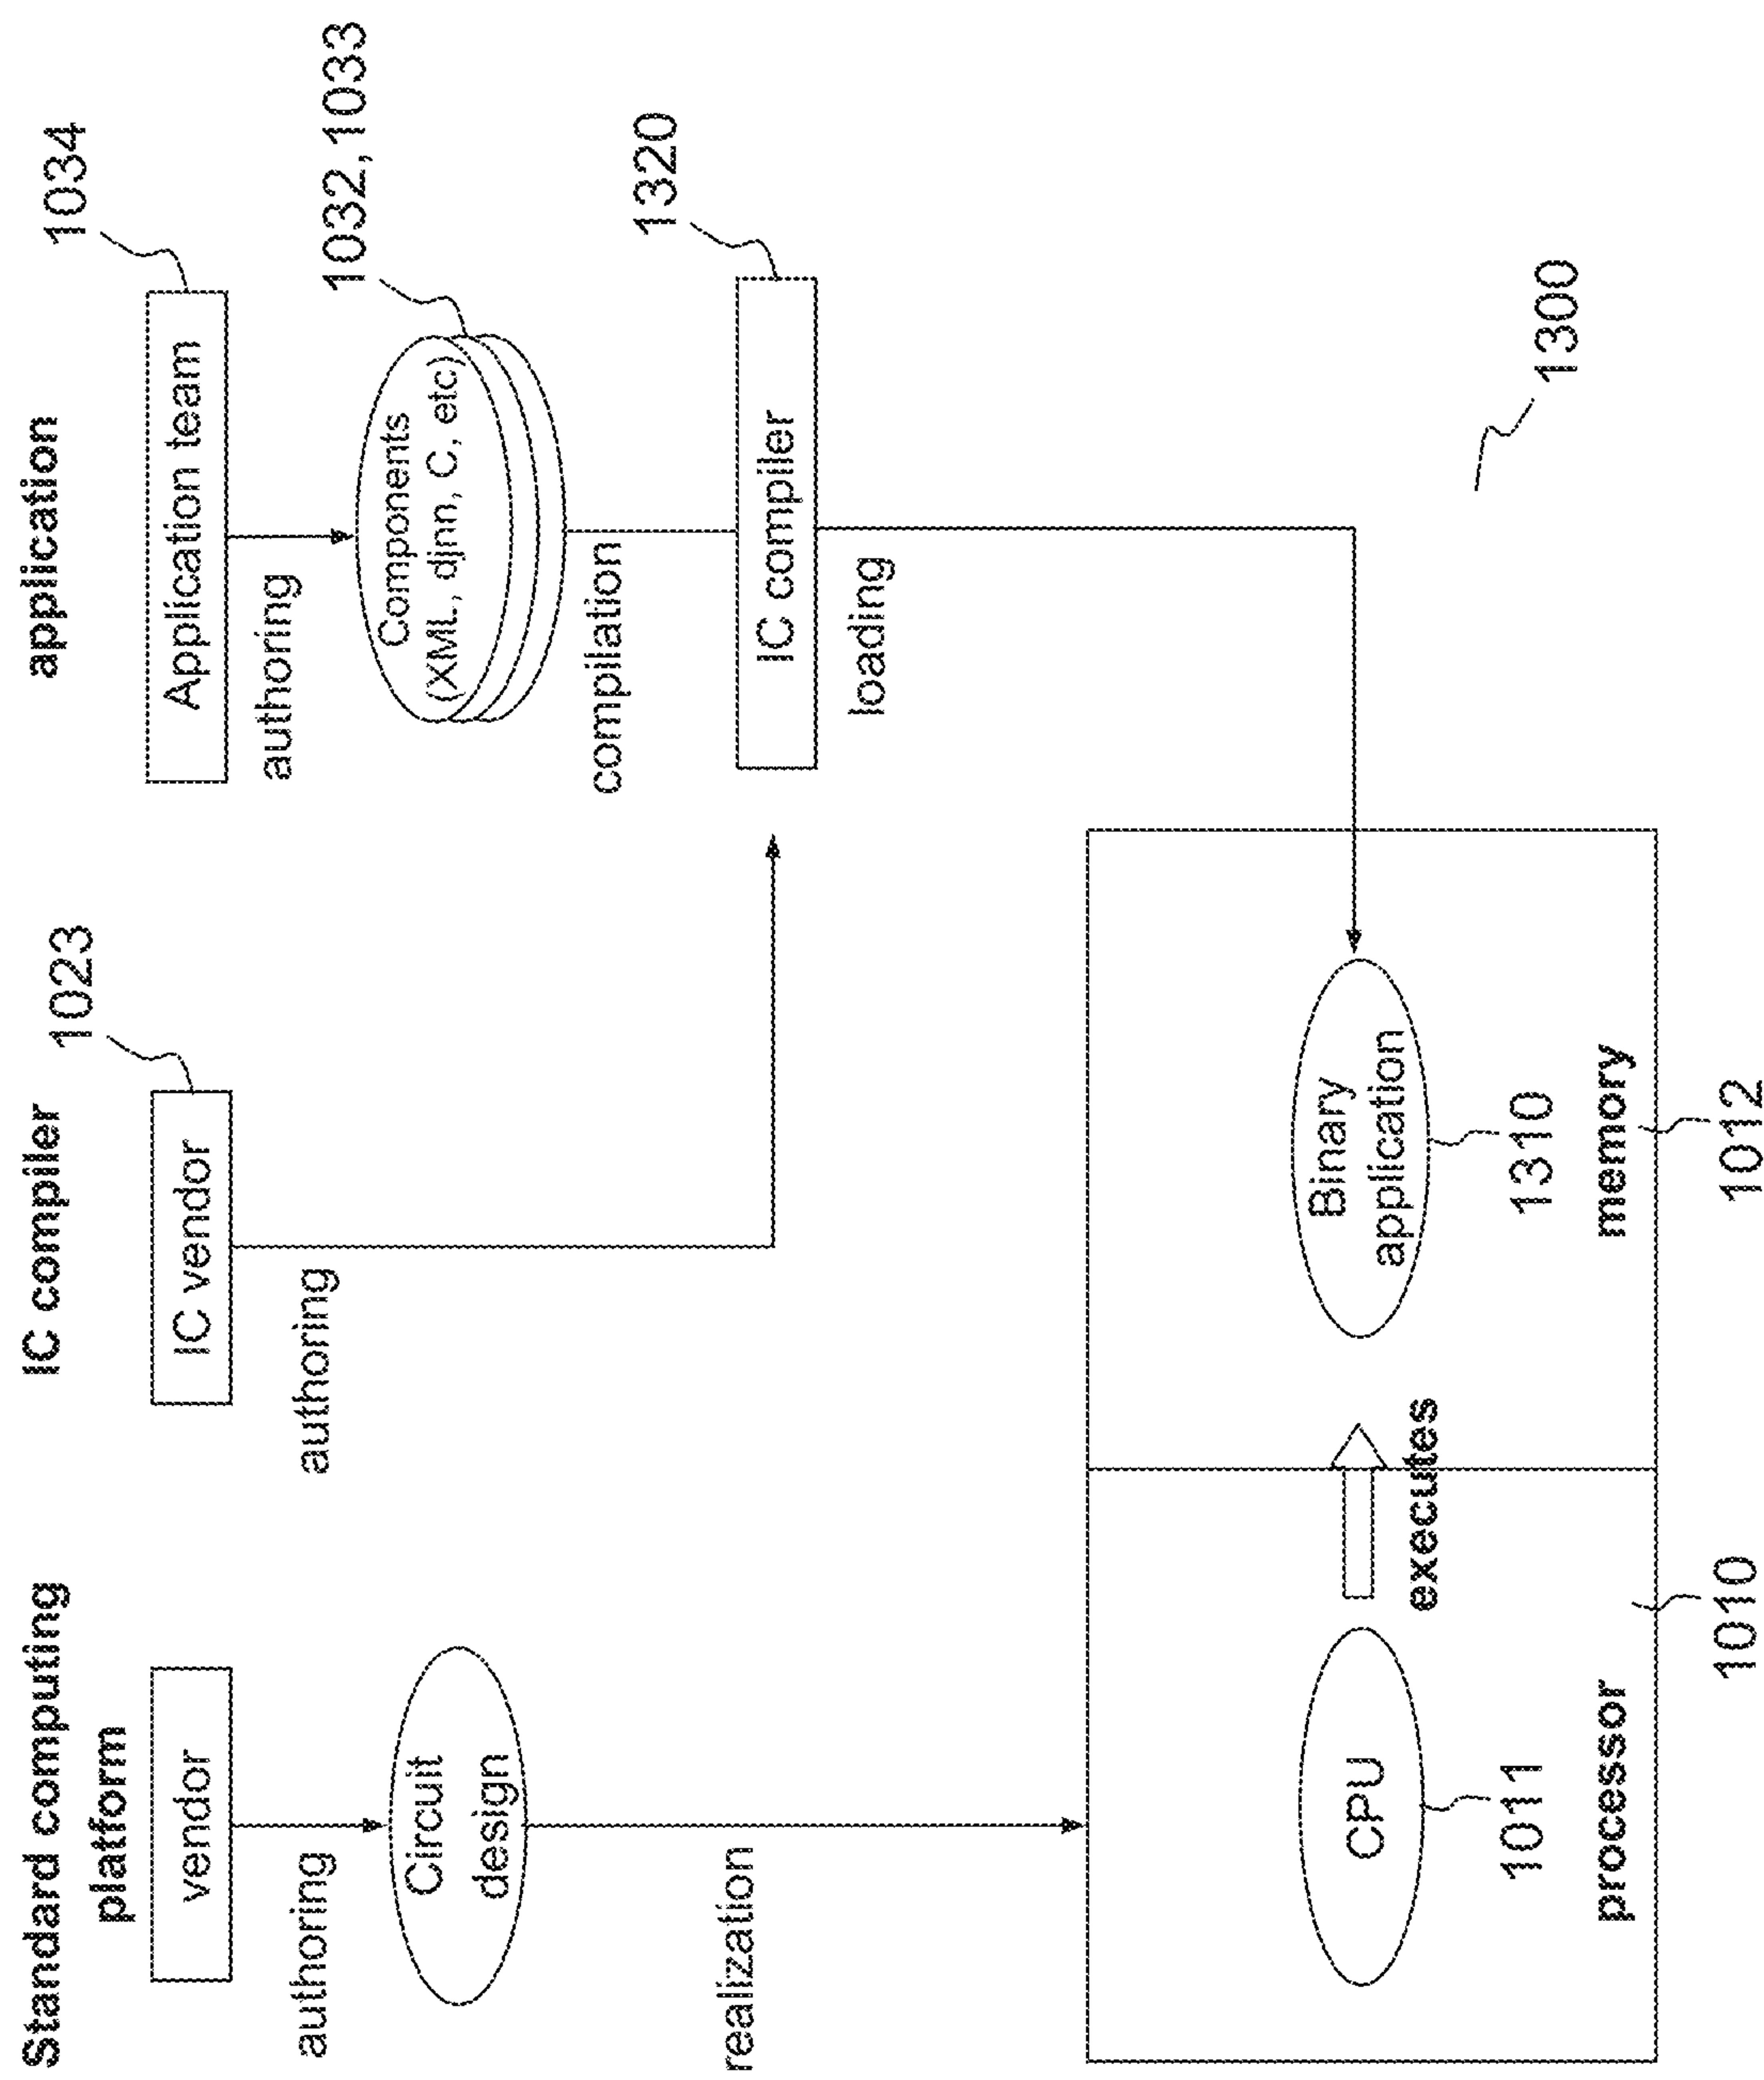 Standard computing
platform
IC compiler
application
vendor
IC vendor
1023
Application team
1034
authoring
authoring
authoring
Circuit
design
Components
(XML, djnn, C, etc)
1032,1033
compilation
realization
IC compiler
1320
loading
CPU
1011
executes
Binary
application
1310
processor
memory
1010
1012
1300